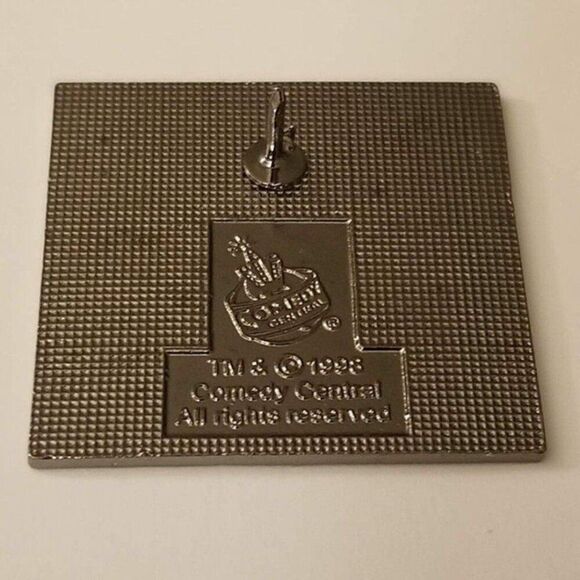 COMEDY
CENTRAL
®
TM & © 1998
Comedy Central
All rights reserved